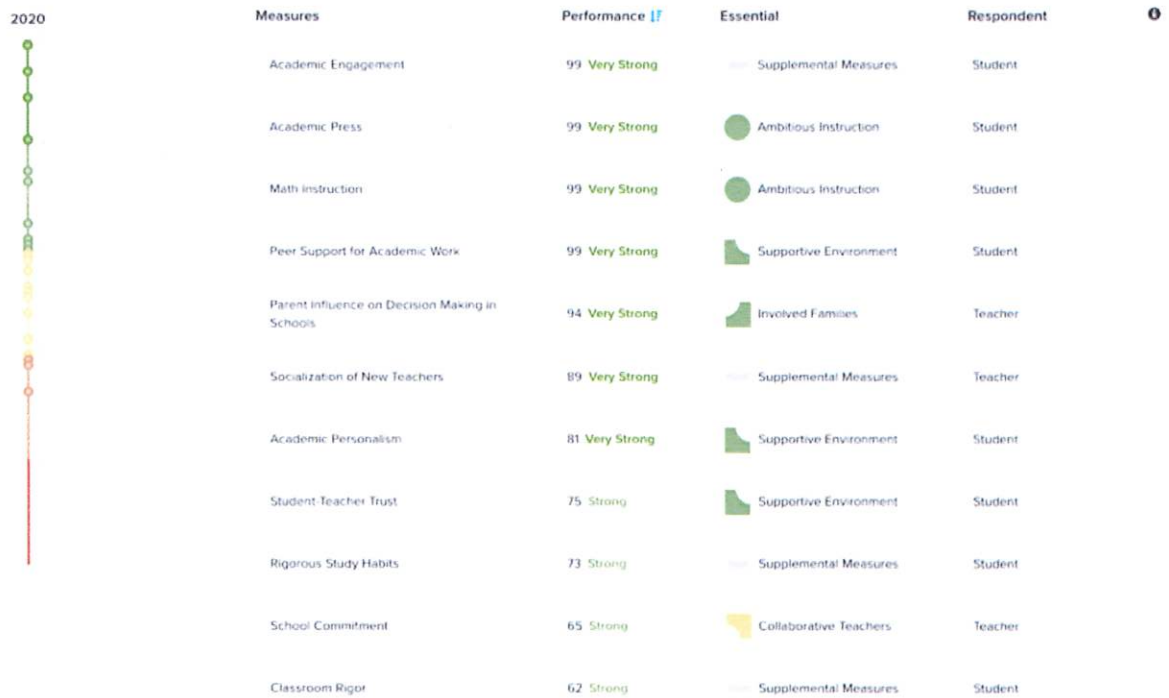 2020 Measures Performance Essential Respondent
Academic Engagement 99 Very Strong Supplemental Measures Student
Academic Press 99 Very Strong Ambitious Instruction Student
Math Instruction 99 Very Strong Ambitious Instruction Student
Peer Support for Academic Work 99 Very Strong Supportive Environment Student
Parent Influence on Decision Making in
Schools 94 Very Strong Involved Families Teacher
Socialization of New Teachers 89 Very Strong Supplemental Measures Teacher
Academic Personalism 81 Very Strong Supportive Environment Student
Student-Teacher Trust 75 Strong Supportive Environment Student
Rigorous Study Habits 73 Strong Supplemental Measures Student
School Commitment 65 Strong Collaborative Teachers Teacher
Classroom Rigor 62 Strong Supplemental Measures Student